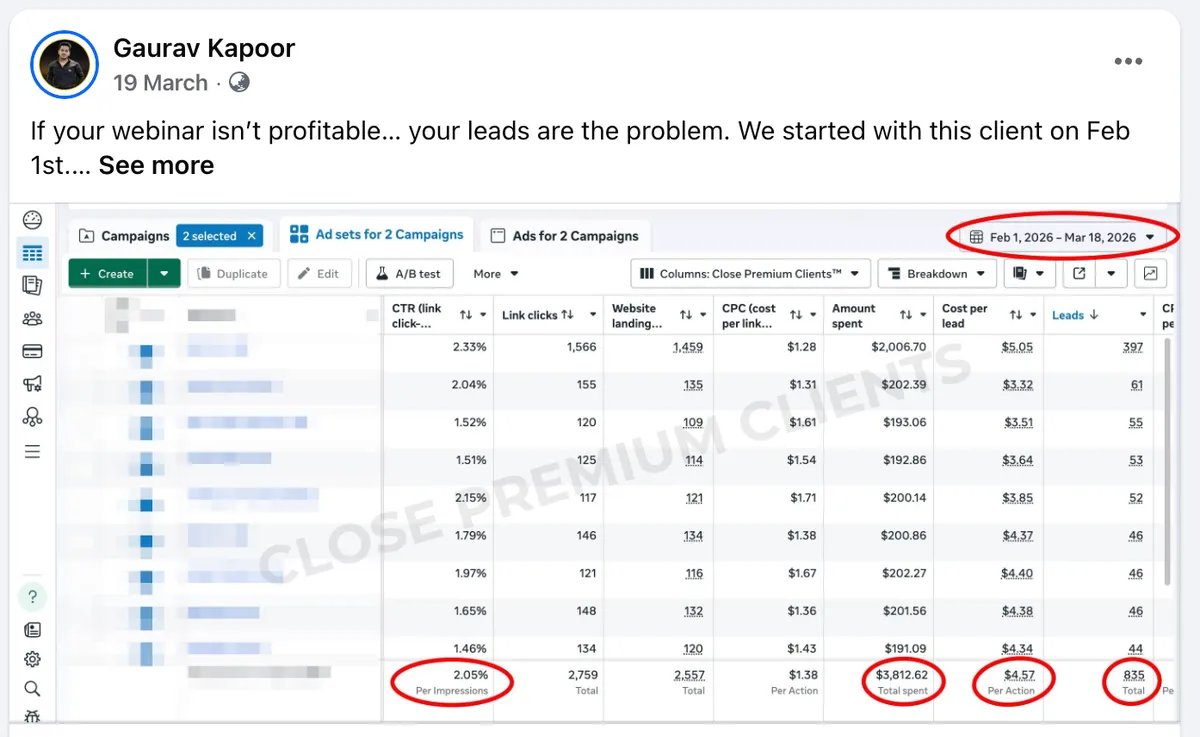 Gaurav Kapoor
19 March ·
If your webinar isn't profitable... your leads are the problem. We started with this client on Feb
1st.... See more
Campaigns 2 selected × Ad sets for 2 Campaigns Ads for 2 Campaigns Feb 1, 2026 – Mar 18, 2026
+ Create Duplicate Edit A/B test More Columns: Close Premium Clients™ Breakdown
CTR (link click-... Link clicks Website landing... CPC (cost per link... Amount spent Cost per lead Leads
2.33% 1,566 1,459 $1.28 $2,006.70 $5.05 397
2.04% 155 135 $1.31 $202.39 $3.32 61
1.52% 120 109 $1.61 $193.06 $3.51 55
1.51% 125 114 $1.54 $192.86 $3.64 53
2.15% 117 121 $1.71 $200.14 $3.85 52
1.79% 146 134 $1.38 $200.86 $4.37 46
1.97% 121 116 $1.67 $202.27 $4.40 46
1.65% 148 132 $1.36 $201.56 $4.38 46
1.46% 134 120 $1.43 $191.09 $4.34 44
2.05% 2,759 2,557 $1.38 $3,812.62 $4.57 835
Per Impressions Total Total Per Action Total spent Per Action Total Pe
CLOSE PREMIUM CLIENTS
?